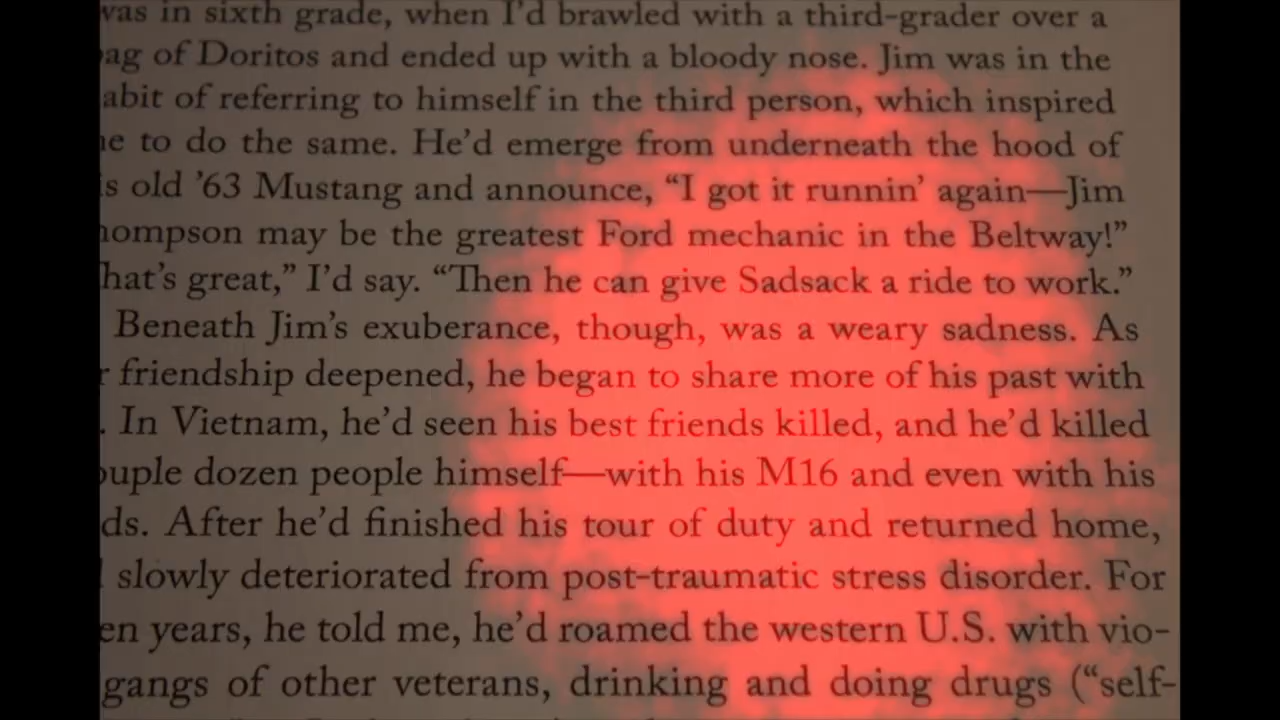 was in sixth grade, when I'd brawled with a third-grader over a
ag of Doritos and ended up with a bloody nose. Jim was in the
abit of referring to himself in the third person, which inspired
e to do the same. He'd emerge from underneath the hood of
s old '63 Mustang and announce, “I got it runnin' again—Jim
hompson may be the greatest Ford mechanic in the Beltway!”
hat's great,” I'd say. “Then he can give Sadsack a ride to work.”
Beneath Jim's exuberance, though, was a weary sadness. As
r friendship deepened, he began to share more of his past with
. In Vietnam, he'd seen his best friends killed, and he'd killed
ouple dozen people himself—with his M16 and even with his
ds. After he'd finished his tour of duty and returned home,
slowly deteriorated from post-traumatic stress disorder. For
en years, he told me, he'd roamed the western U.S. with vio-
gangs of other veterans, drinking and doing drugs (“self-